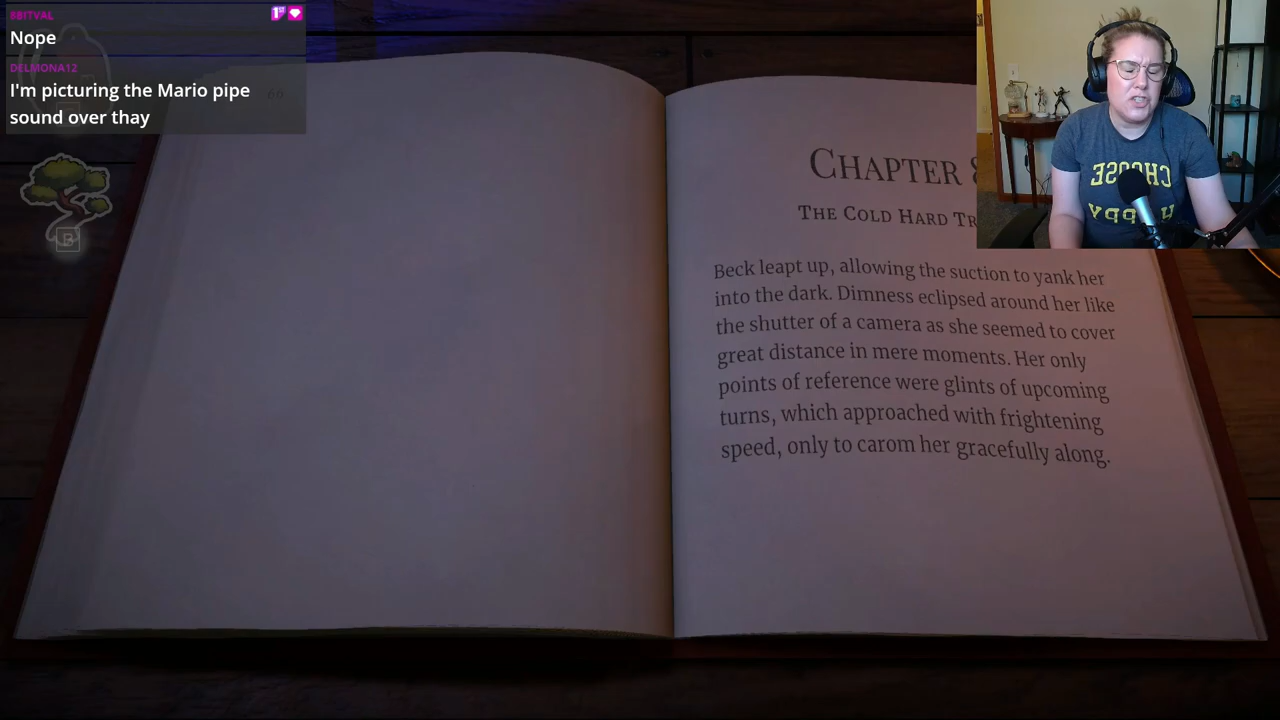 8BITVAL
Nope
DELMONA12
I'm picturing the Mario pipe
sound over thay
66
B
CHAPTER 8
THE COLD HARD TR
Beck leapt up, allowing the suction to yank her
into the dark. Dimness eclipsed around her like
the shutter of a camera as she seemed to cover
great distance in mere moments. Her only
points of reference were glints of upcoming
turns, which approached with frightening
speed, only to carom her gracefully along.
CHOOSE
HAPPY